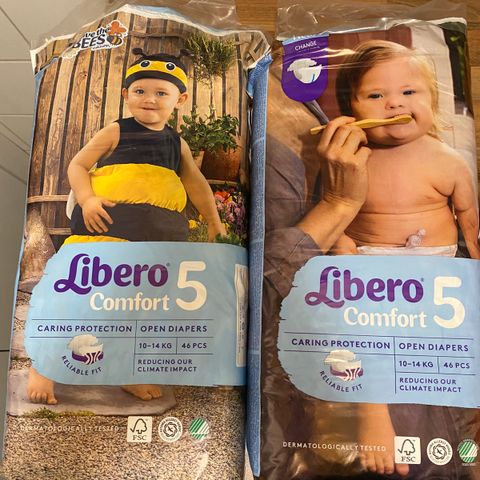 Save the
BEES
Libero
Comfort 5
CARING PROTECTION
OPEN DIAPERS
10-14 KG
46 PCS
REDUCING OUR
CLIMATE IMPACT
RELIABLE FIT
DERMATOLOGICALLY TESTED
FSC
CHANGE
Libero
Comfort 5
CARING PROTECTION
OPEN DIAPERS
10-14 KG
46 PCS
REDUCING OUR
CLIMATE IMPACT
RELIABLE FIT
DERMATOLOGICALLY TESTED
FSC